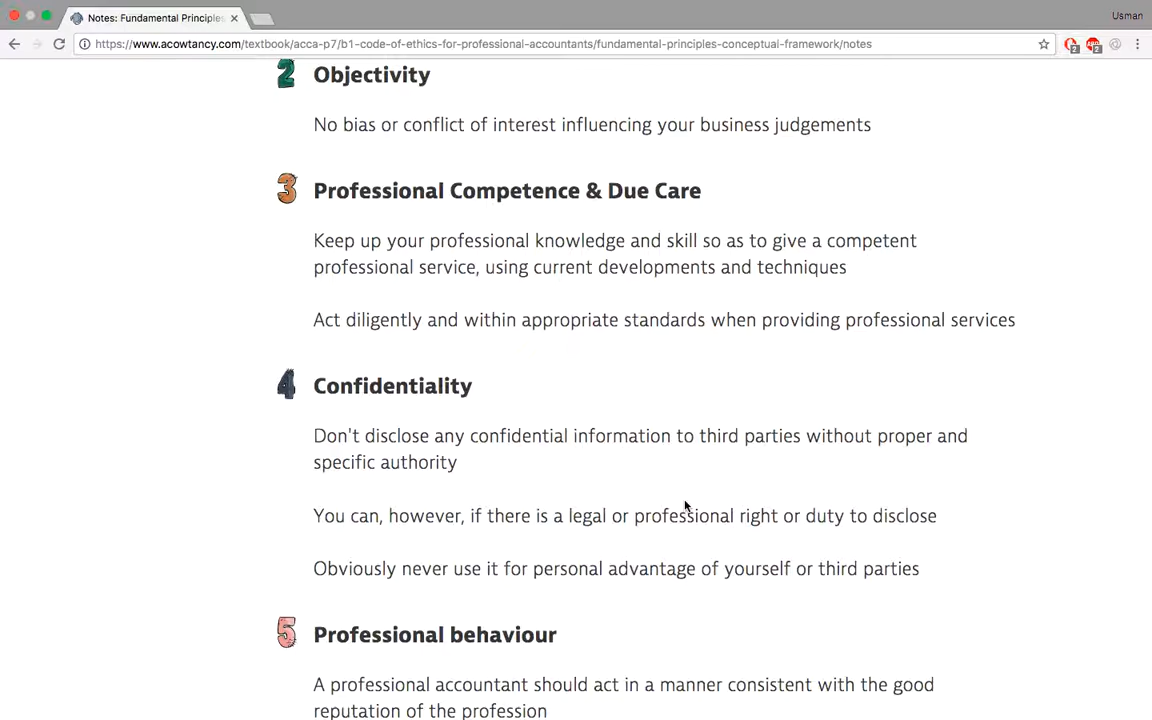 Notes: Fundamental Principles
Usman
https://www.acowtancy.com/textbook/acca-p7/b1-code-of-ethics-for-professional-accountants/fundamental-principles-conceptual-framework/notes
2 Objectivity
No bias or conflict of interest influencing your business judgements
3 Professional Competence & Due Care
Keep up your professional knowledge and skill so as to give a competent
professional service, using current developments and techniques
Act diligently and within appropriate standards when providing professional services
4 Confidentiality
Don't disclose any confidential information to third parties without proper and
specific authority
You can, however, if there is a legal or professional right or duty to disclose
Obviously never use it for personal advantage of yourself or third parties
5 Professional behaviour
A professional accountant should act in a manner consistent with the good
reputation of the profession